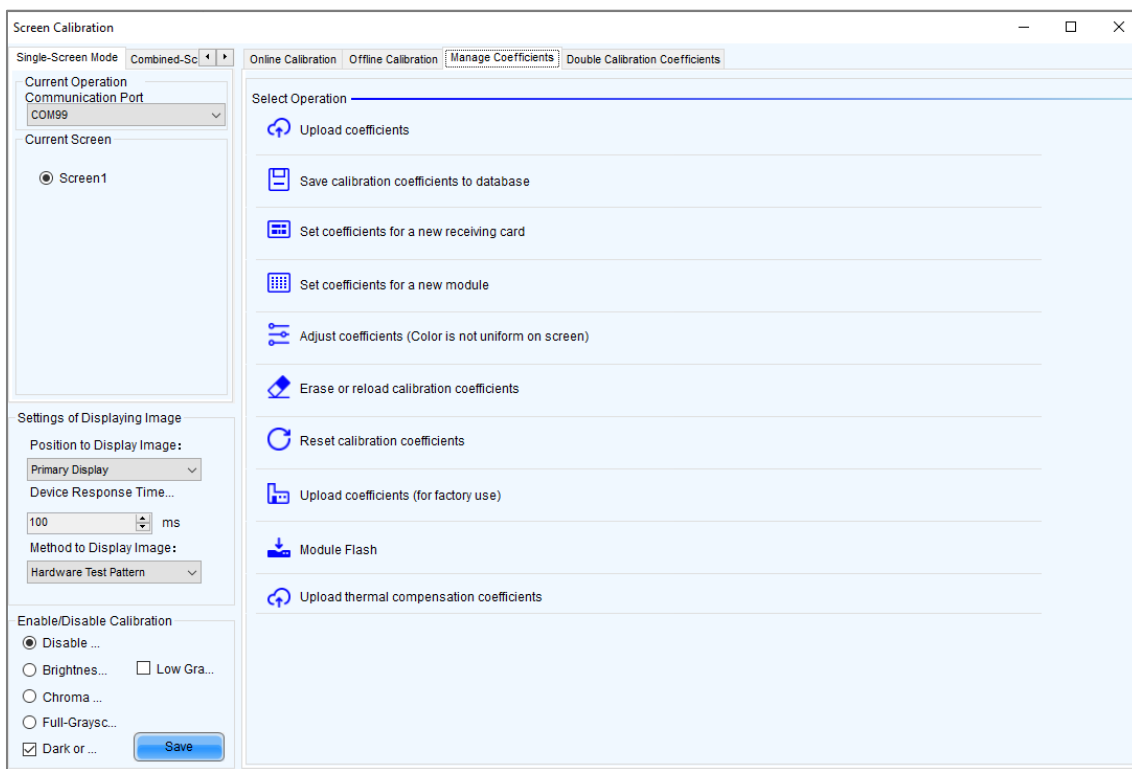 Screen Calibration
Single-Screen Mode
Combined-Sc
Online Calibration
Offline Calibration
Manage Coefficients
Double Calibration Coefficients
Current Operation
Communication Port
COM99
Current Screen
Screen1
Settings of Displaying Image
Position to Display Image:
Primary Display
Device Response Time...
100 ms
Method to Display Image:
Hardware Test Pattern
Enable/Disable Calibration
Disable ...
Brightnes...
Low Gra...
Chroma ...
Full-Graysc...
Dark or ...
Save
Select Operation
Upload coefficients
Save calibration coefficients to database
Set coefficients for a new receiving card
Set coefficients for a new module
Adjust coefficients (Color is not uniform on screen)
Erase or reload calibration coefficients
Reset calibration coefficients
Upload coefficients (for factory use)
Module Flash
Upload thermal compensation coefficients